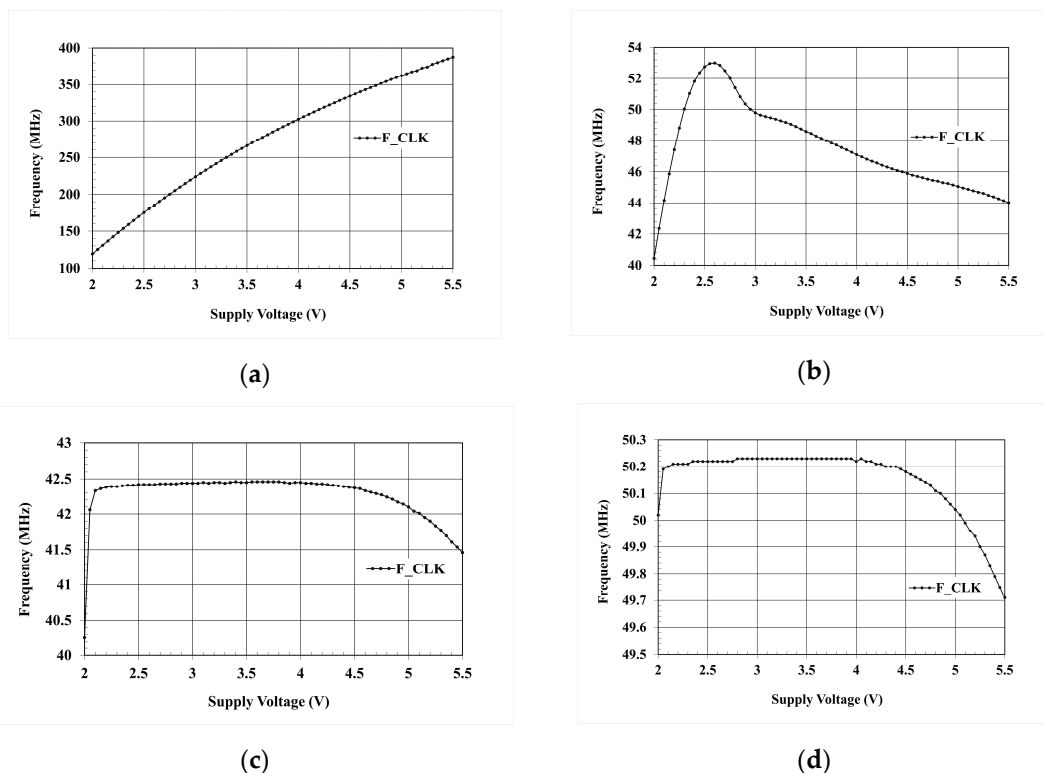 400
350
300
250
200
150
100
Frequency (MHz)
F_CLK
2 2.5 3 3.5 4 4.5 5 5.5
Supply Voltage (V)
(a)
54
52
50
48
46
44
42
40
Frequency (MHz)
F_CLK
2 2.5 3 3.5 4 4.5 5 5.5
Supply Voltage (V)
(b)
43
42.5
42
41.5
41
40.5
40
Frequency (MHz)
F_CLK
2 2.5 3 3.5 4 4.5 5 5.5
Supply Voltage (V)
(c)
50.3
50.2
50.1
50
49.9
49.8
49.7
49.6
49.5
Frequency (MHz)
F_CLK
2 2.5 3 3.5 4 4.5 5 5.5
Supply Voltage (V)
(d)